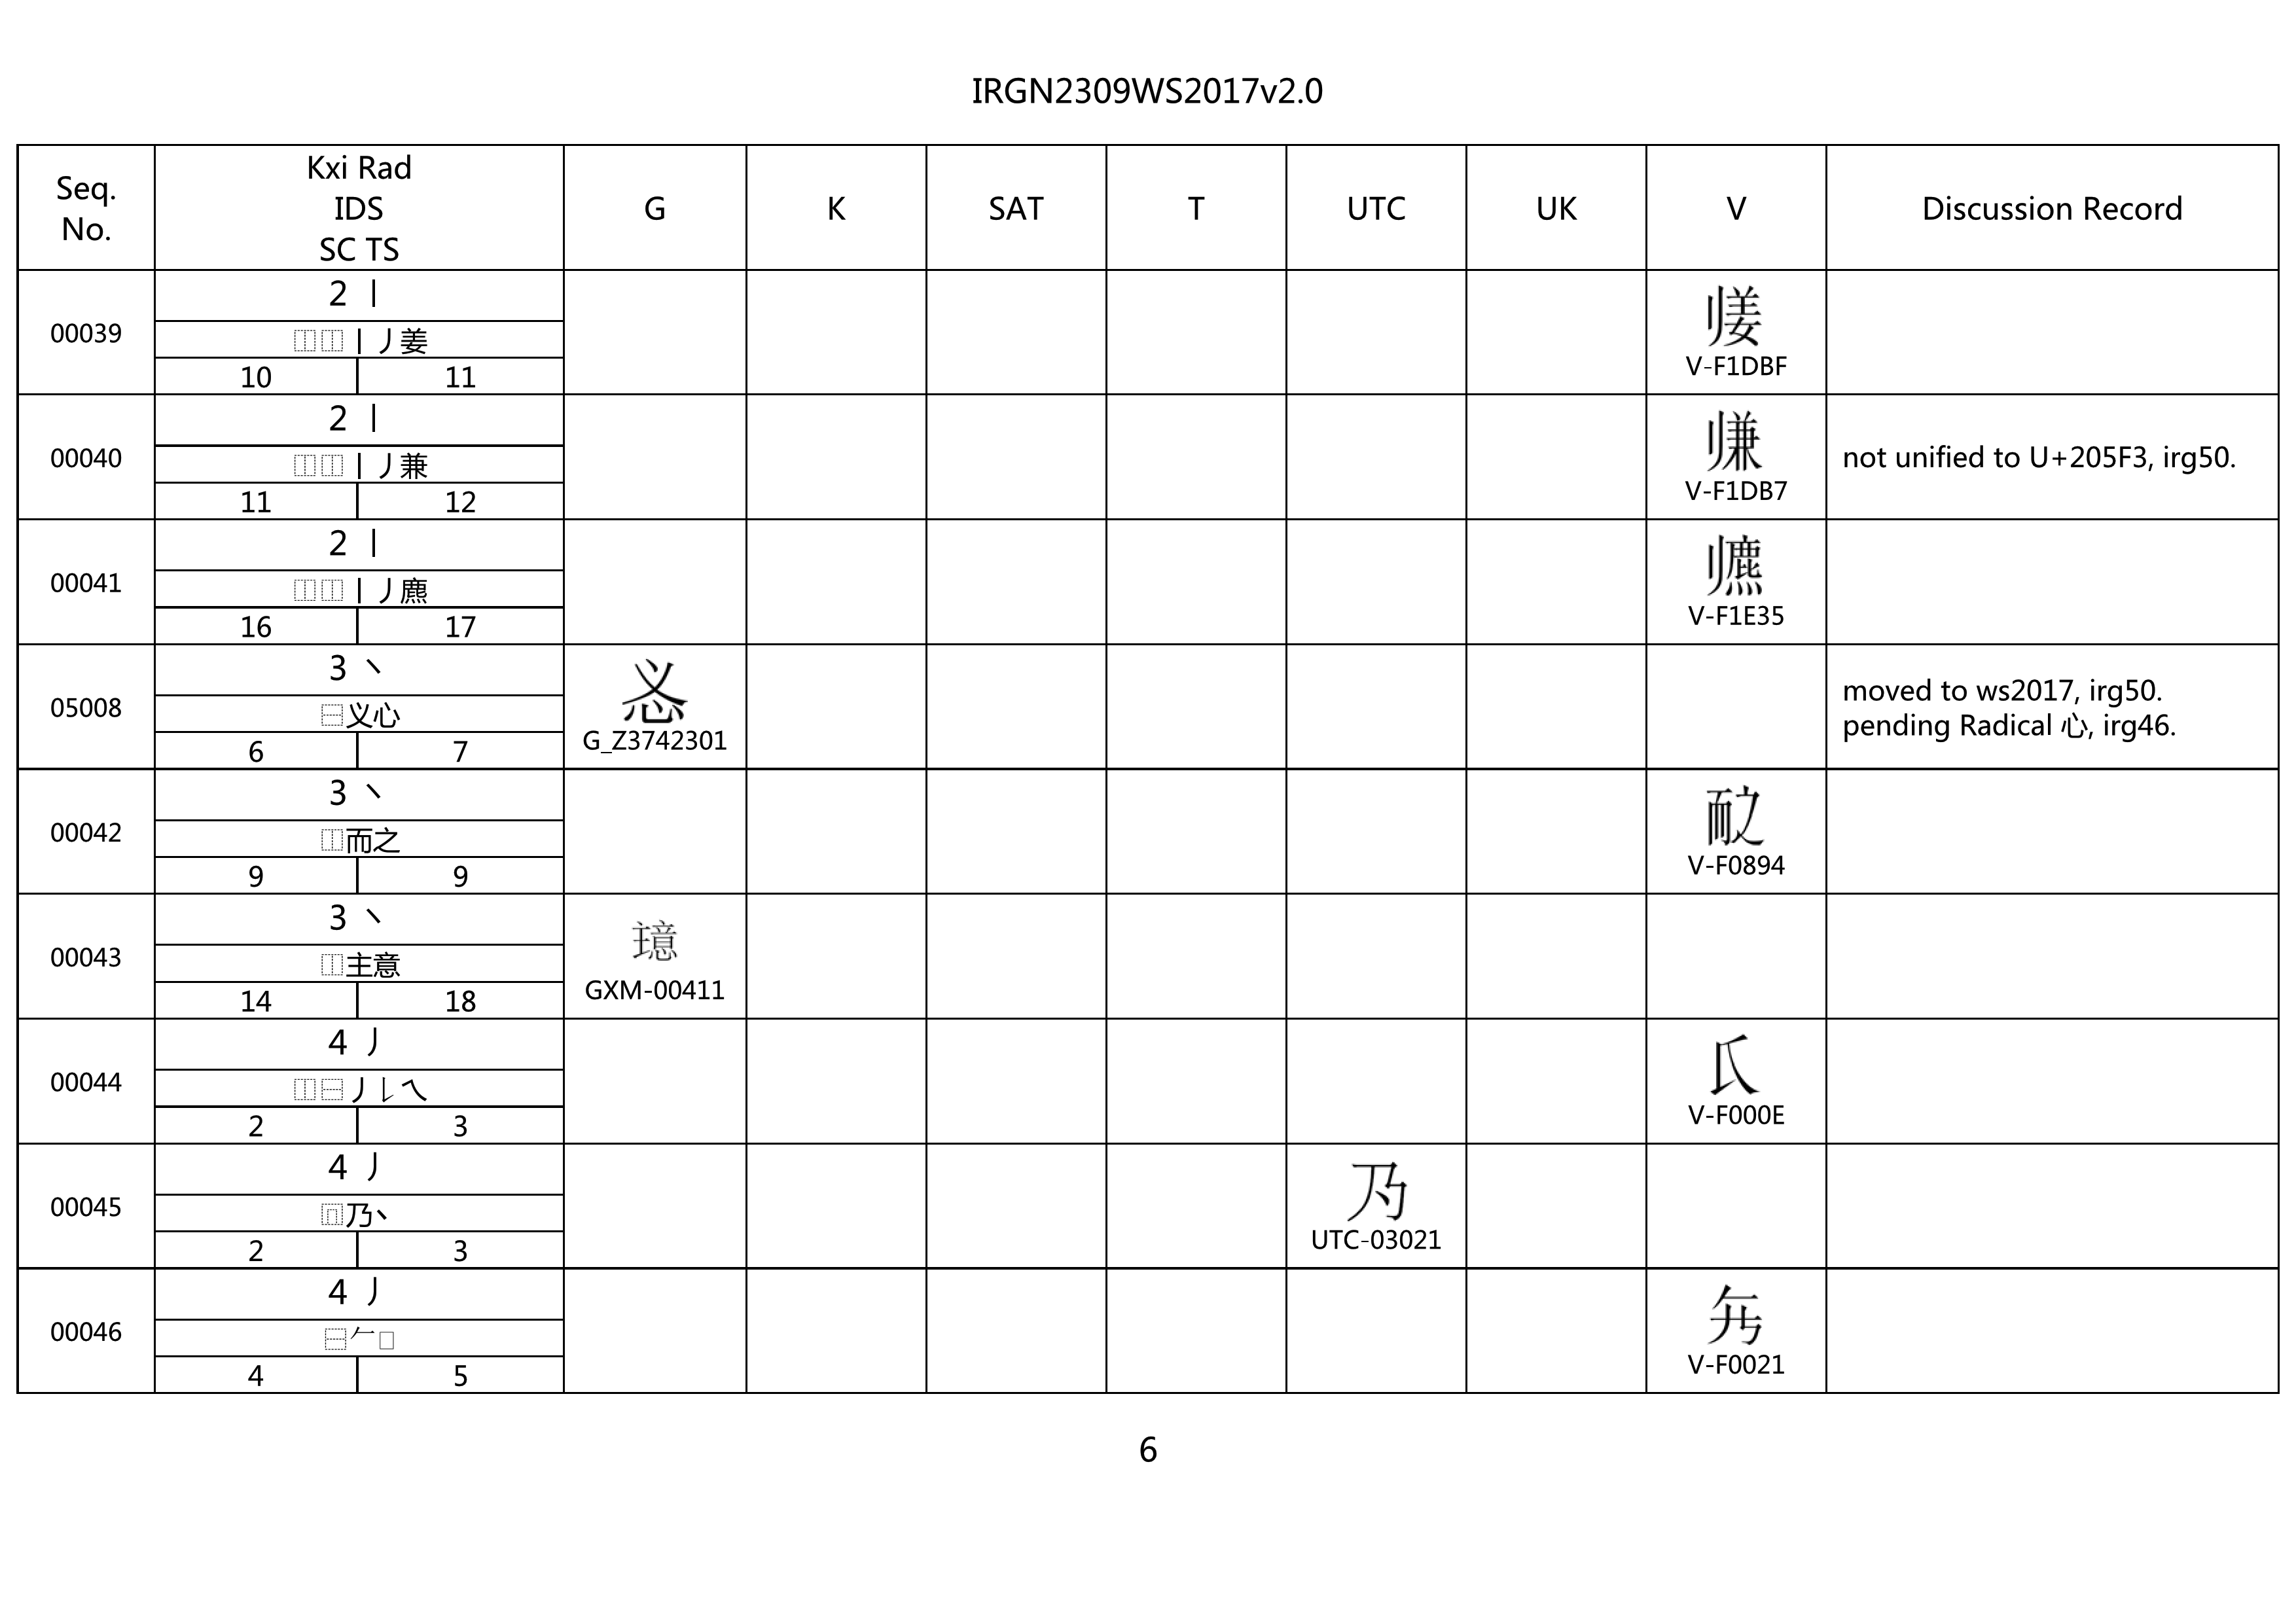 IRGN2309WS2017v2.0
Seq. No.
Kxi Rad IDS SC TS
G
K
SAT
T
UTC
UK
V
Discussion Record
00039
2 丨
⿰⿰丨丿姜
10 11
V-F1DBF
00040
2 丨
⿰⿰丨丿兼
11 12
V-F1DB7
not unified to U+205F3, irg50.
00041
2 丨
⿰⿰丨丿麃
16 17
V-F1E35
05008
3 丶
⿱义心
6 7
G_Z3742301
moved to ws2017, irg50.
pending Radical 心, irg46.
00042
3 丶
⿰而之
9 9
V-F0894
00043
3 丶
⿰主意
14 18
GXM-00411
00044
4 丿
⿰⿱丿𠄌乀
2 3
V-F000E
00045
4 丿
⿵乃丶
2 3
UTC-03021
00046
4 丿
⿱𠂉
4 5
V-F0021
6